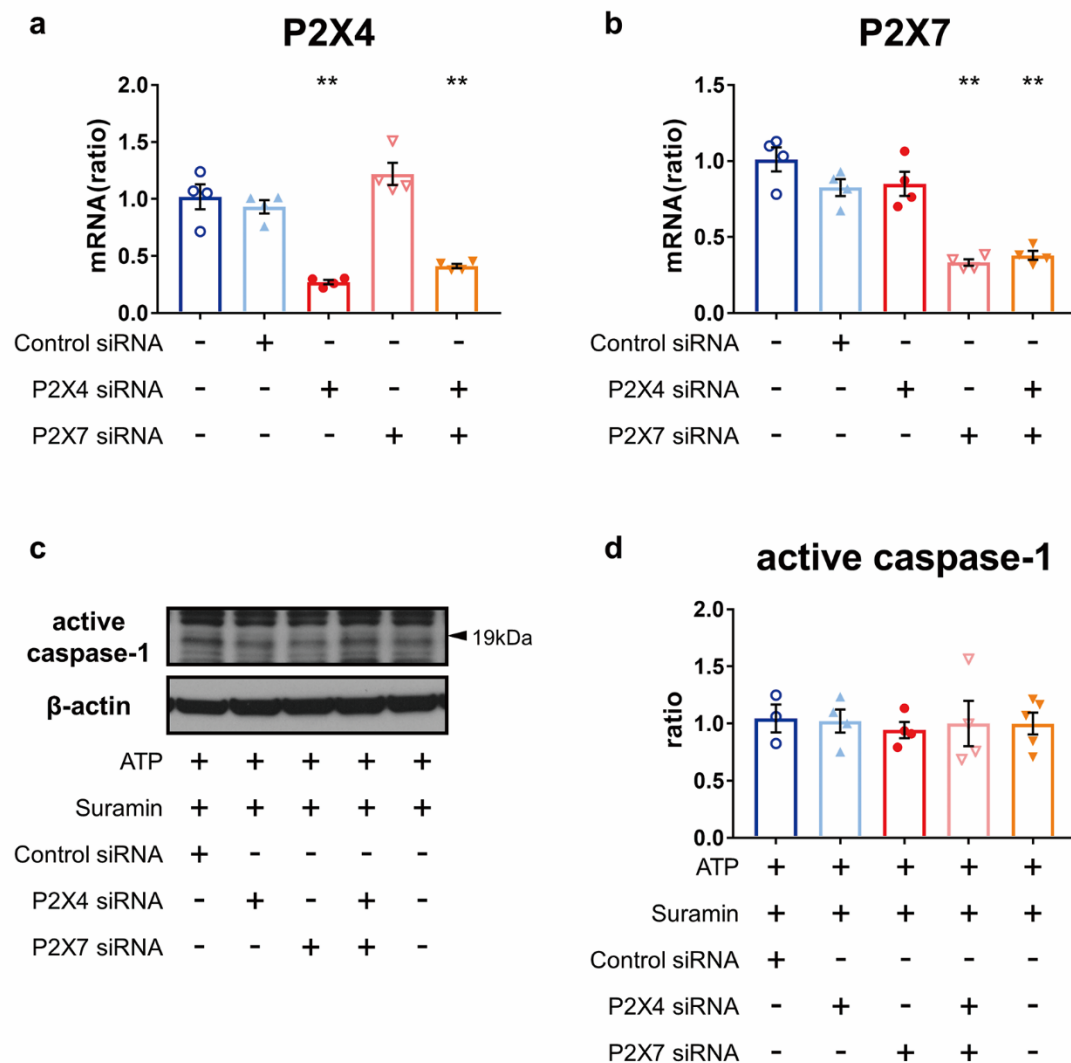 a
P2X4
mRNA(ratio)
2.0
1.5
1.0
0.5
0.0
** **
Control siRNA - + - - -
P2X4 siRNA - - + - +
P2X7 siRNA - - - + +
b
P2X7
mRNA(ratio)
1.5
1.0
0.5
0.0
** **
Control siRNA - + - - -
P2X4 siRNA - - + - +
P2X7 siRNA - - - + +
c
active
caspase-1
19kDa
β-actin
ATP + + + + +
Suramin + + + + +
Control siRNA + - - - -
P2X4 siRNA - + - + -
P2X7 siRNA - - + + -
d
active caspase-1
ratio
2.0
1.5
1.0
0.5
0.0
ATP + + + + +
Suramin + + + + +
Control siRNA + - - - -
P2X4 siRNA - + - + -
P2X7 siRNA - - + + -